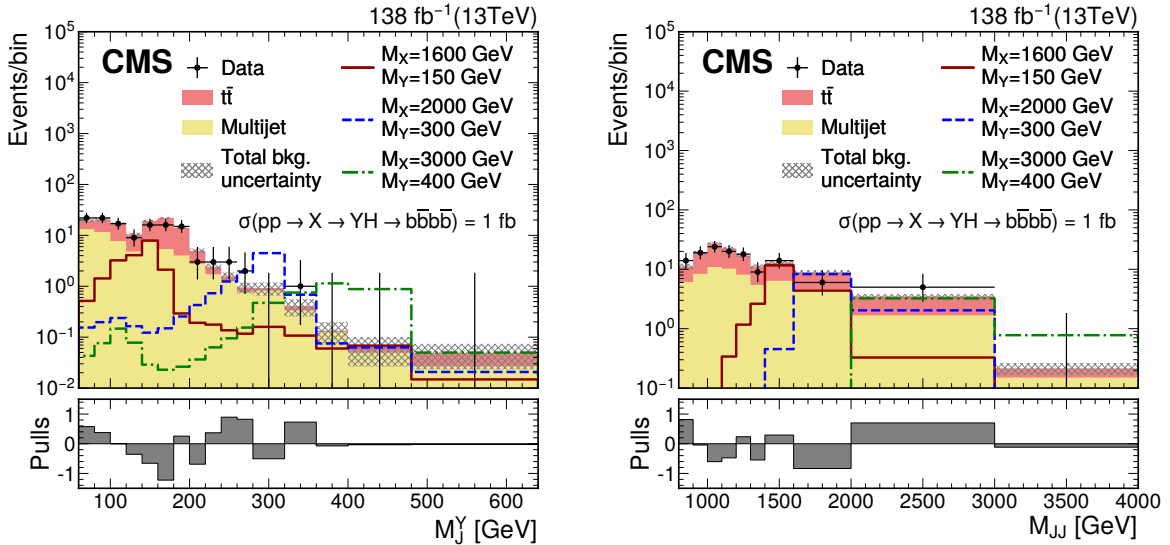 138 fb⁻¹(13TeV)
Events/bin
10⁵
10⁴
10³
10²
10¹
10⁰
10⁻¹
10⁻²
CMS
Data
tt̄
Multijet
Total bkg.
uncertainty
M_X=1600 GeV
M_Y=150 GeV
M_X=2000 GeV
M_Y=300 GeV
M_X=3000 GeV
M_Y=400 GeV
σ(pp → X → YH → bb̄bb̄) = 1 fb
Pulls
1
0
-1
100 200 300 400 500 600
M_J^Y [GeV]
138 fb⁻¹(13TeV)
Events/bin
10⁵
10⁴
10³
10²
10¹
10⁰
10⁻¹
CMS
Data
tt̄
Multijet
Total bkg.
uncertainty
M_X=1600 GeV
M_Y=150 GeV
M_X=2000 GeV
M_Y=300 GeV
M_X=3000 GeV
M_Y=400 GeV
σ(pp → X → YH → bb̄bb̄) = 1 fb
Pulls
1
0
-1
1000 1500 2000 2500 3000 3500 4000
M_JJ [GeV]